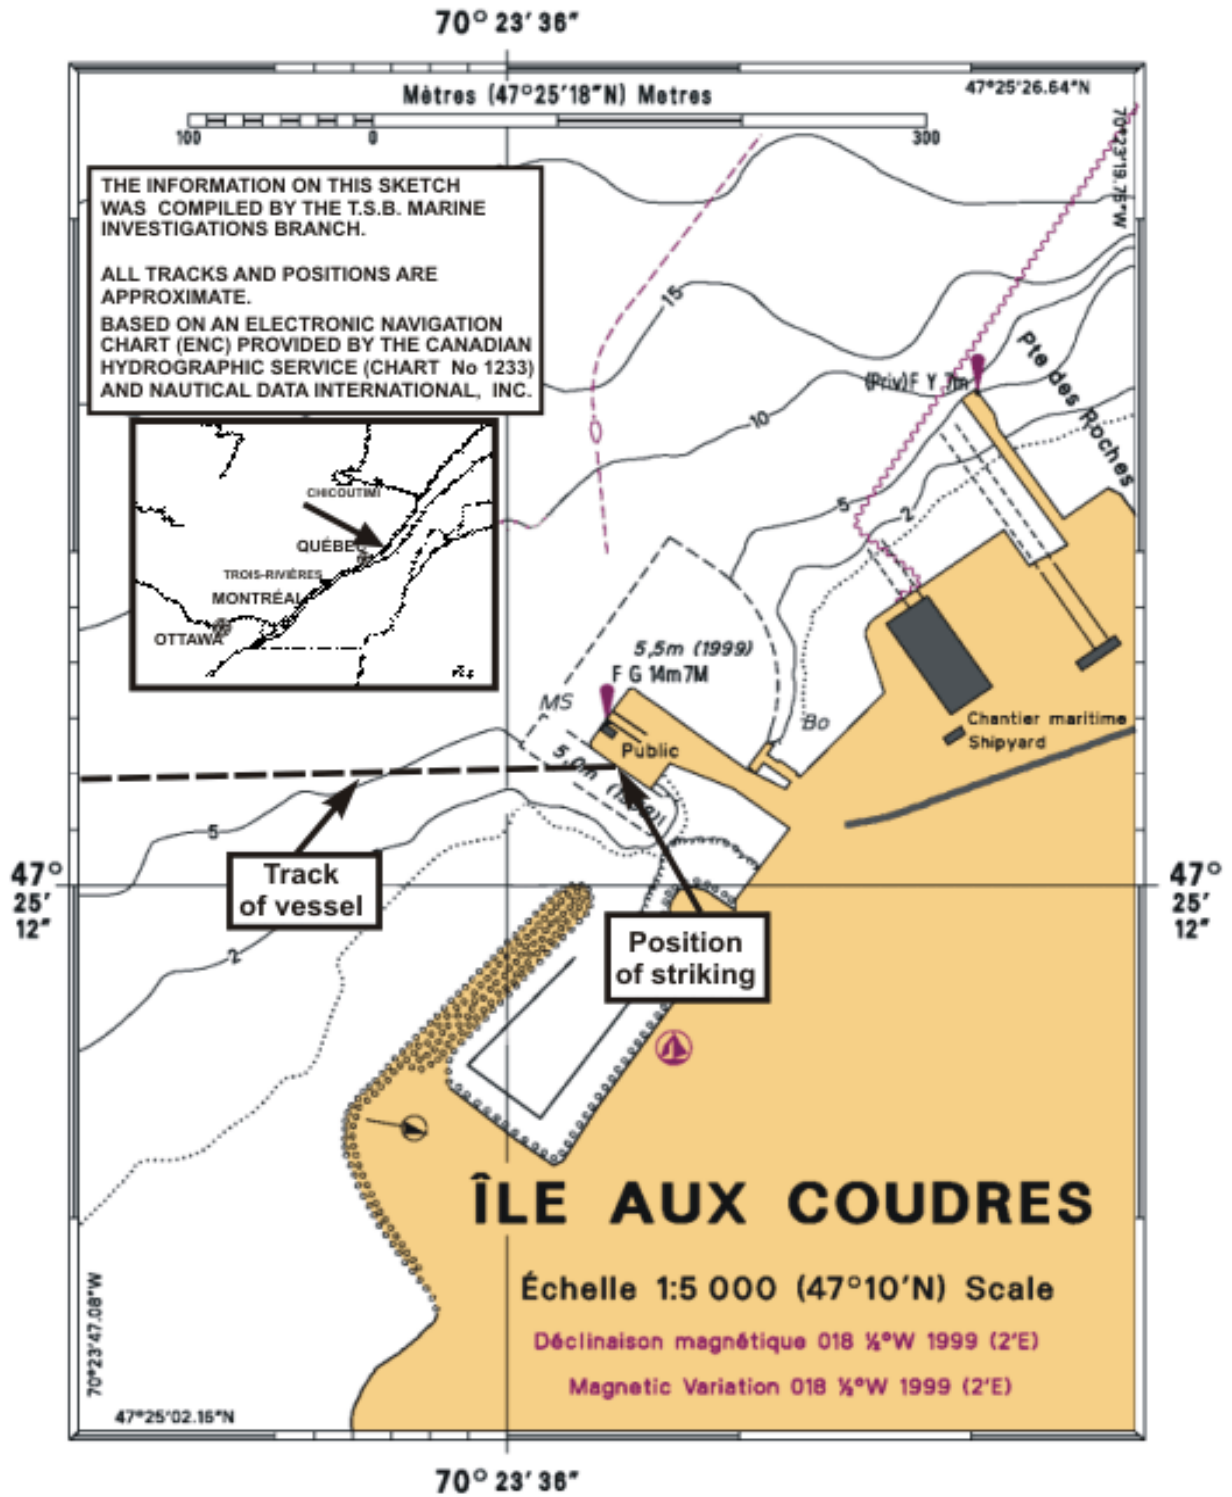 70° 23' 36"
Mètres (47°25'18"N) Metres
47°25'26.64"N
100
0
300
70°23'19.75"W
THE INFORMATION ON THIS SKETCH
WAS COMPILED BY THE T.S.B. MARINE
INVESTIGATIONS BRANCH.
ALL TRACKS AND POSITIONS ARE
APPROXIMATE.
BASED ON AN ELECTRONIC NAVIGATION
CHART (ENC) PROVIDED BY THE CANADIAN
HYDROGRAPHIC SERVICE (CHART No 1233)
AND NAUTICAL DATA INTERNATIONAL, INC.
15
Pte des Roches
(Priv) F Y 7m
10
CHICOUTIMI
5
2
QUÉBEC
TROIS-RIVIÈRES
MONTRÉAL
OTTAWA
5,5m (1999)
F G 14m 7M
MS
Bo
Chantier maritime
Shipyard
Public
5,0m
5
Track
of vessel
47°
25'
12"
47°
25'
12"
Position
of striking
2
ÎLE AUX COUDRES
Échelle 1:5 000 (47°10'N) Scale
Déclinaison magnétique 018 ½°W 1999 (2'E)
Magnetic Variation 018 ½°W 1999 (2'E)
70°23'47.08"W
47°25'02.16"N
70° 23' 36"